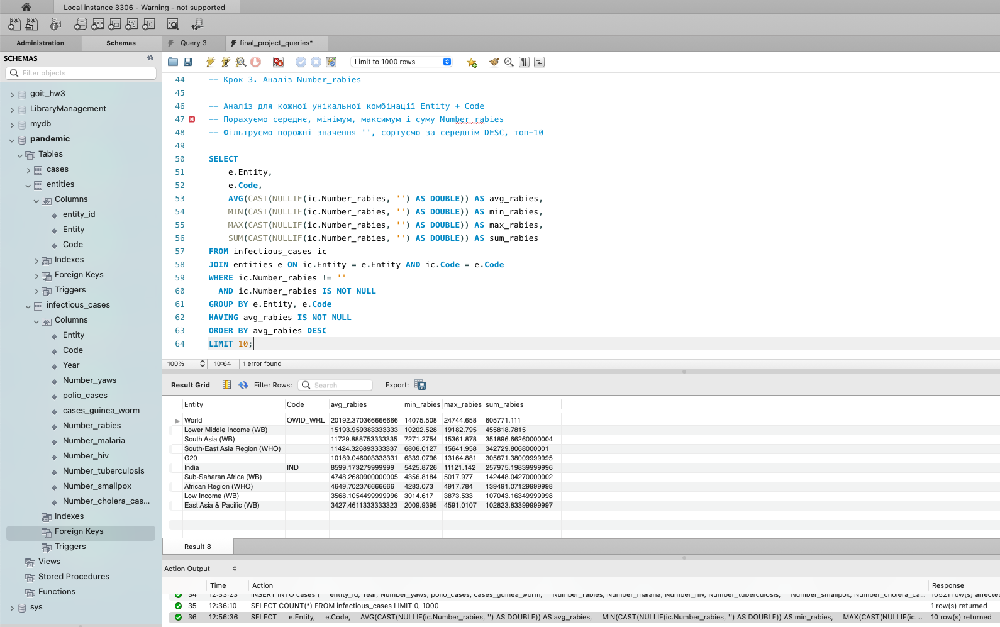 Local instance 3306 - Warning - not supported
Administration
Schemas
Query 3
final_project_queries*
SCHEMAS
Filter objects
Limit to 1000 rows
goit_hw3
LibraryManagement
mydb
pandemic
Tables
cases
entities
Columns
entity_id
Entity
Code
Indexes
Foreign Keys
Triggers
infectious_cases
Columns
Entity
Code
Year
Number_yaws
polio_cases
cases_guinea_worm
Number_rabies
Number_malaria
Number_hiv
Number_tuberculosis
Number_smallpox
Number_cholera_cas...
Indexes
Foreign Keys
Triggers
Views
Stored Procedures
Functions
sys
44 -- Крок 3. Аналіз Number_rabies
45
46 -- Аналіз для кожної унікальної комбінації Entity + Code
47 -- Порахуємо середнє, мінімум, максимум і суму Number_rabies
48 -- Фільтруємо порожні значення '', сортуємо за середнім DESC, топ-10
49
50 SELECT
51 e.Entity,
52 e.Code,
53 AVG(CAST(NULLIF(ic.Number_rabies, '') AS DOUBLE)) AS avg_rabies,
54 MIN(CAST(NULLIF(ic.Number_rabies, '') AS DOUBLE)) AS min_rabies,
55 MAX(CAST(NULLIF(ic.Number_rabies, '') AS DOUBLE)) AS max_rabies,
56 SUM(CAST(NULLIF(ic.Number_rabies, '') AS DOUBLE)) AS sum_rabies
57 FROM infectious_cases ic
58 JOIN entities e ON ic.Entity = e.Entity AND ic.Code = e.Code
59 WHERE ic.Number_rabies != ''
60 AND ic.Number_rabies IS NOT NULL
61 GROUP BY e.Entity, e.Code
62 HAVING avg_rabies IS NOT NULL
63 ORDER BY avg_rabies DESC
64 LIMIT 10;
100% 10:64 1 error found
Result Grid Filter Rows: Search Export:
Entity Code avg_rabies min_rabies max_rabies sum_rabies
World OWID_WRL 20192.370366666666 14075.508 24744.658 605771.111
Lower Middle Income (WB) 15193.959383333333 10202.528 19182.795 455818.7815
South Asia (WB) 11729.888753333335 7271.2754 15361.878 351896.66260000004
South-East Asia Region (WHO) 11424.326893333337 6806.0127 15641.958 342729.8068000001
G20 10189.046003333331 6339.0796 13164.881 305671.38009999995
India IND 8599.173279999999 5425.8726 11121.142 257975.19839999996
Sub-Saharan Africa (WB) 4748.2680900000005 4356.8184 5017.977 142448.04270000002
African Region (WHO) 4649.702376666666 4283.073 4917.784 139491.07129999998
Low Income (WB) 3568.1054499999996 3014.617 3873.533 107043.16349999998
East Asia & Pacific (WB) 3427.4611333333323 2009.9395 4591.0107 102823.83399999997
Result 8
Action Output
Time Action Response
34 12:33:23 INSERT INTO cases ( entity_id, Year, Number_yaws, polio_cases, cases_guinea_worm, Number_rabies, Number_malaria, Number_hiv, Number_tuberculosis, Number_smallpox, Number_cholera_ca... 10521 row(s) affected
35 12:36:10 SELECT COUNT(*) FROM infectious_cases LIMIT 0, 1000 1 row(s) returned
36 12:56:36 SELECT e.Entity, e.Code, AVG(CAST(NULLIF(ic.Number_rabies, '') AS DOUBLE)) AS avg_rabies, MIN(CAST(NULLIF(ic.Number_rabies, '') AS DOUBLE)) AS min_rabies, MAX(CAST(NULLIF(ic.... 10 row(s) returned